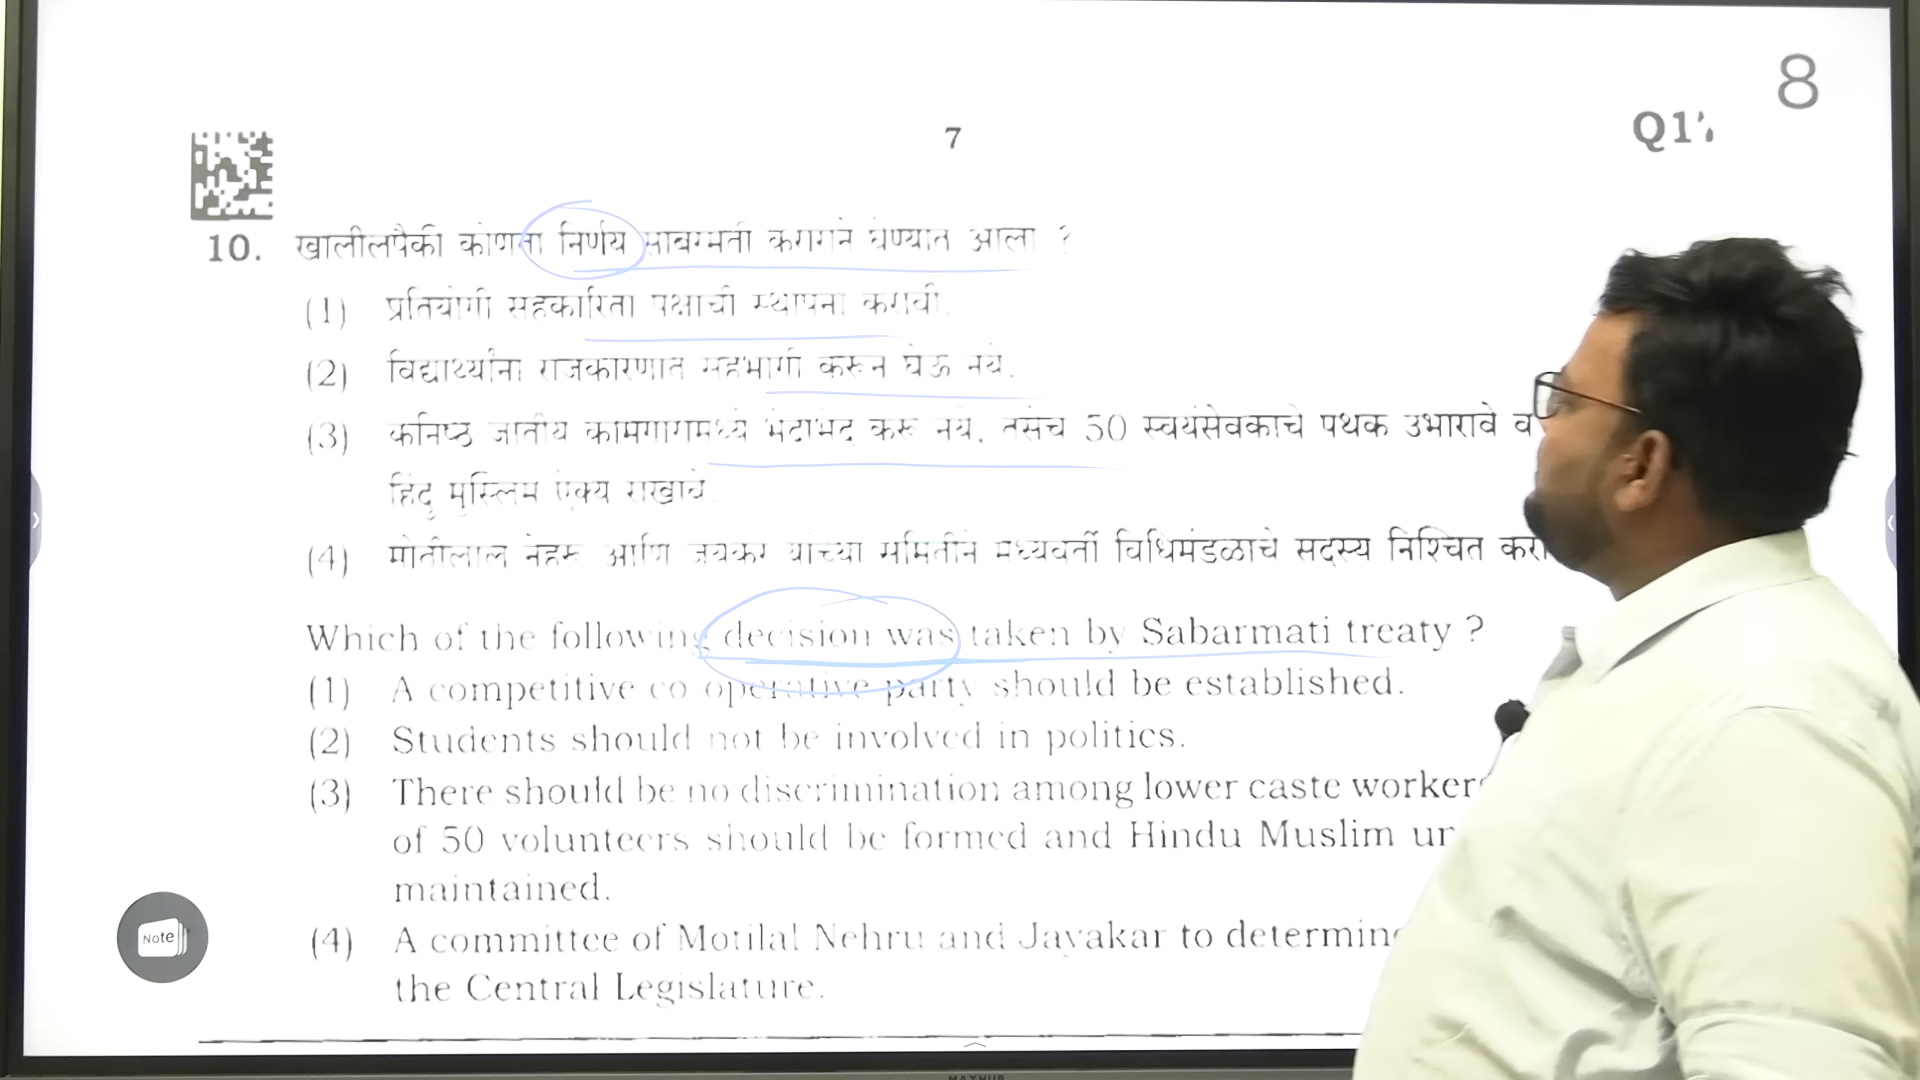 8
7
Q1
10. खालीलपैकी कोणता निर्णय साबरमती कराराने घेण्यात आला ?
(1) प्रतियोगी सहकारिता पक्षाची स्थापना करावी.
(2) विद्यार्थ्यांना राजकारणात सहभागी करून घेऊ नये.
(3) कनिष्ठ जातीय कामगारामध्ये भेदाभेद करू नये, तसेच 50 स्वयंसेवकाचे पथक उभारावे व
हिंदू मुस्लिम ऐक्य राखावे.
(4) मोतीलाल नेहरू आणि जयकर यांच्या समितीने मध्यवर्ती विधिमंडळाचे सदस्य निश्चित
Which of the following decision was taken by Sabarmati treaty ?
(1) A competitive co operative party should be established.
(2) Students should not be involved in politics.
(3) There should be no discrimination among lower caste workers
of 50 volunteers should be formed and Hindu Muslim
maintained.
(4) A committee of Motilal Nehru and Jayakar to determine
the Central Legislature.
Note
MAXHUB